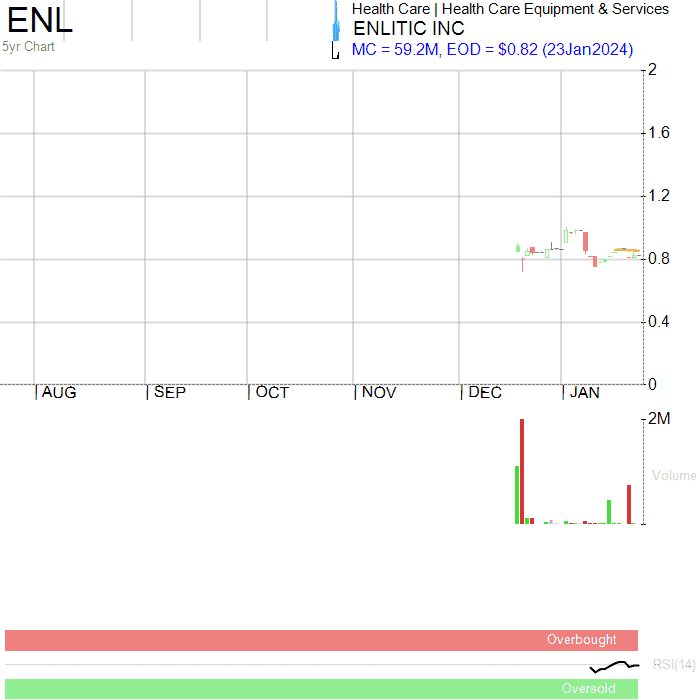 ENL
Health Care | Health Care Equipment & Services
ENLITIC INC
5yr Chart
MC = 59.2M, EOD = $0.82 (23Jan2024)
2
1.6
1.2
0.8
0.4
0
AUG SEP OCT NOV DEC JAN
2M
Volume
Overbought
RSI(14)
Oversold